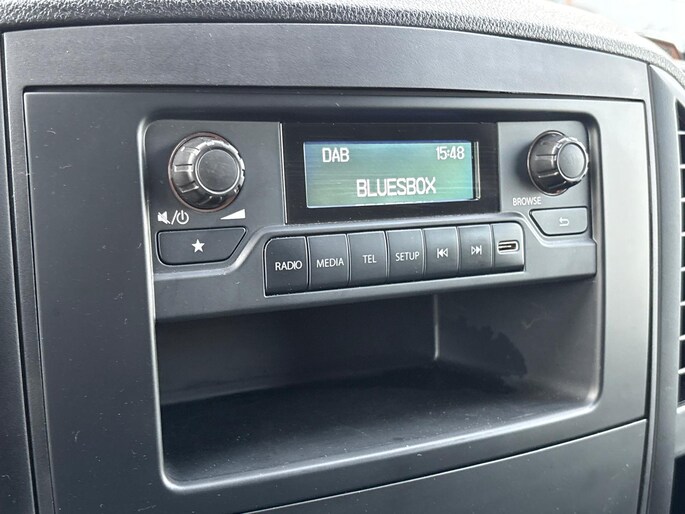 DAB 15:48
BLUESBOX
BROWSE
RADIO MEDIA TEL SETUP